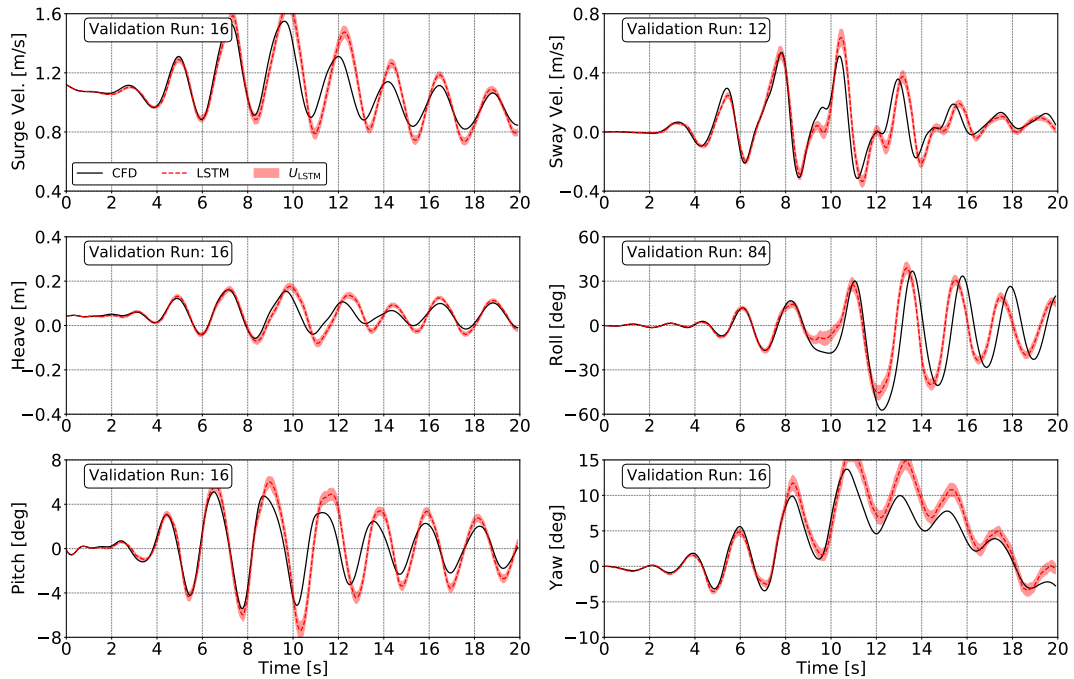 Surge Vel. [m/s]
1.6
1.2
0.8
0.4
Validation Run: 16
CFD
LSTM
U_LSTM
0 2 4 6 8 10 12 14 16 18 20
Sway Vel. [m/s]
0.8
0.4
0.0
−0.4
Validation Run: 12
0 2 4 6 8 10 12 14 16 18 20
Heave [m]
0.4
0.2
0.0
−0.2
−0.4
Validation Run: 16
0 2 4 6 8 10 12 14 16 18 20
Roll [deg]
60
30
0
−30
−60
Validation Run: 84
0 2 4 6 8 10 12 14 16 18 20
Pitch [deg]
8
4
0
−4
−8
Validation Run: 16
0 2 4 6 8 10 12 14 16 18 20
Time [s]
Yaw [deg]
15
10
5
0
−5
−10
Validation Run: 16
0 2 4 6 8 10 12 14 16 18 20
Time [s]